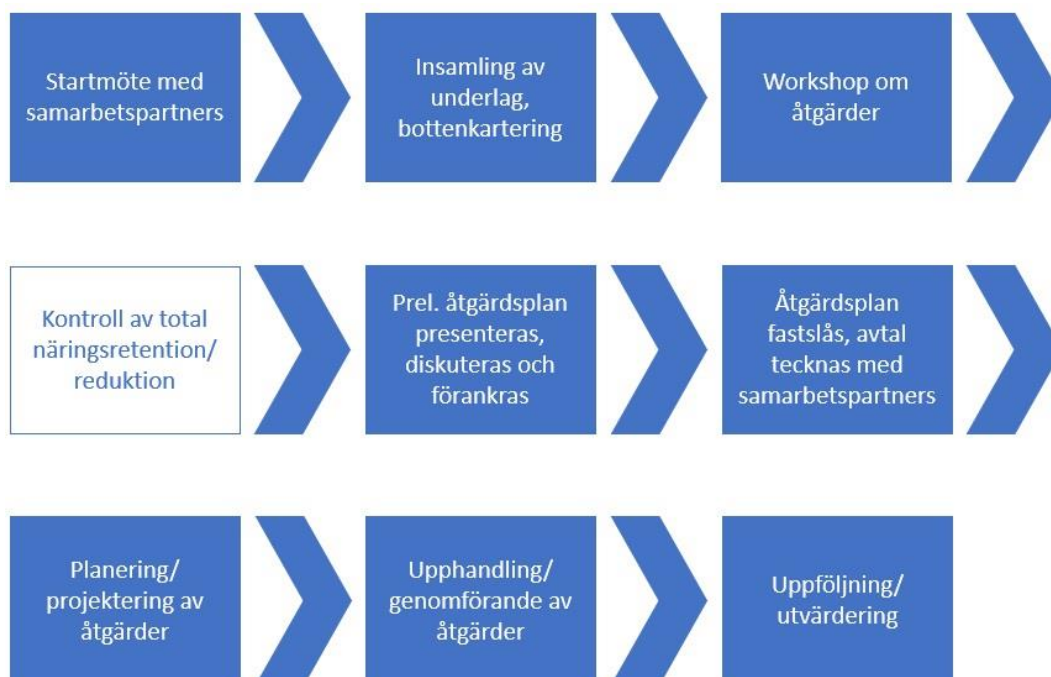 Startmöte med
samarbetspartners
Insamling av
underlag,
bottenkartering
Workshop om
åtgärder
Kontroll av total
näringsretention/
reduktion
Prel. åtgärdsplan
presenteras,
diskuteras och
förankras
Åtgärdsplan
fastslås, avtal
tecknas med
samarbetspartners
Planering/
projektering av
åtgärder
Upphandling/
genomförande av
åtgärder
Uppföljning/
utvärdering